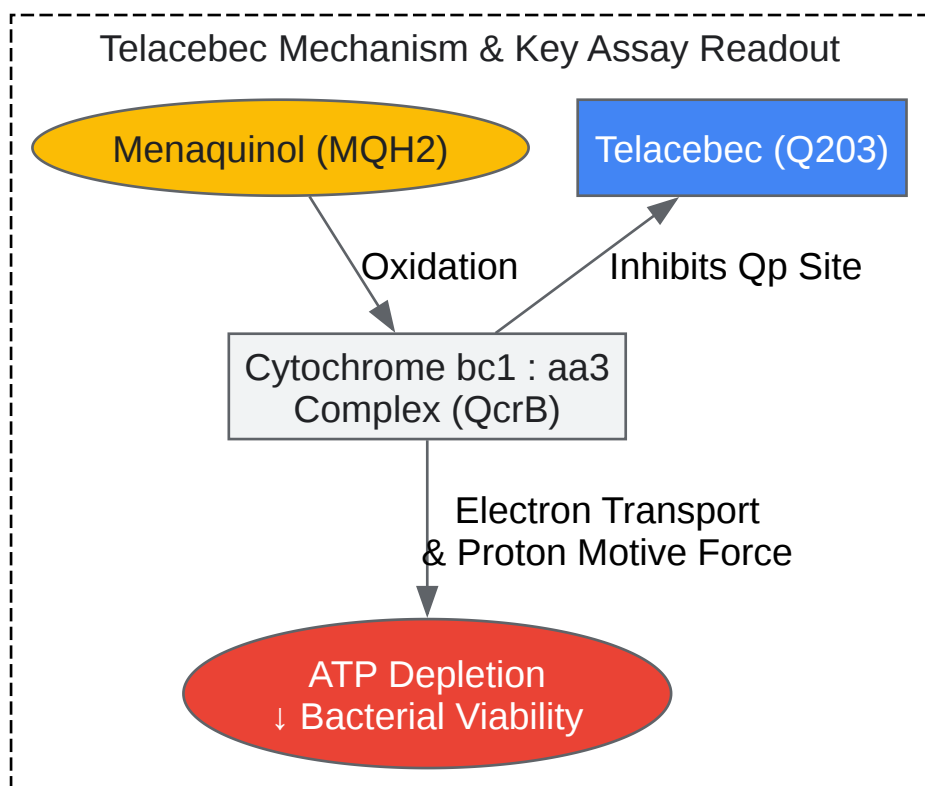 Telacebec Mechanism & Key Assay Readout
Menaquinol (MQH2)
Telacebec (Q203)
Oxidation
Inhibits Qp Site
Cytochrome bc1 : aa3
Complex (QcrB)
Electron Transport
& Proton Motive Force
ATP Depletion
↓ Bacterial Viability